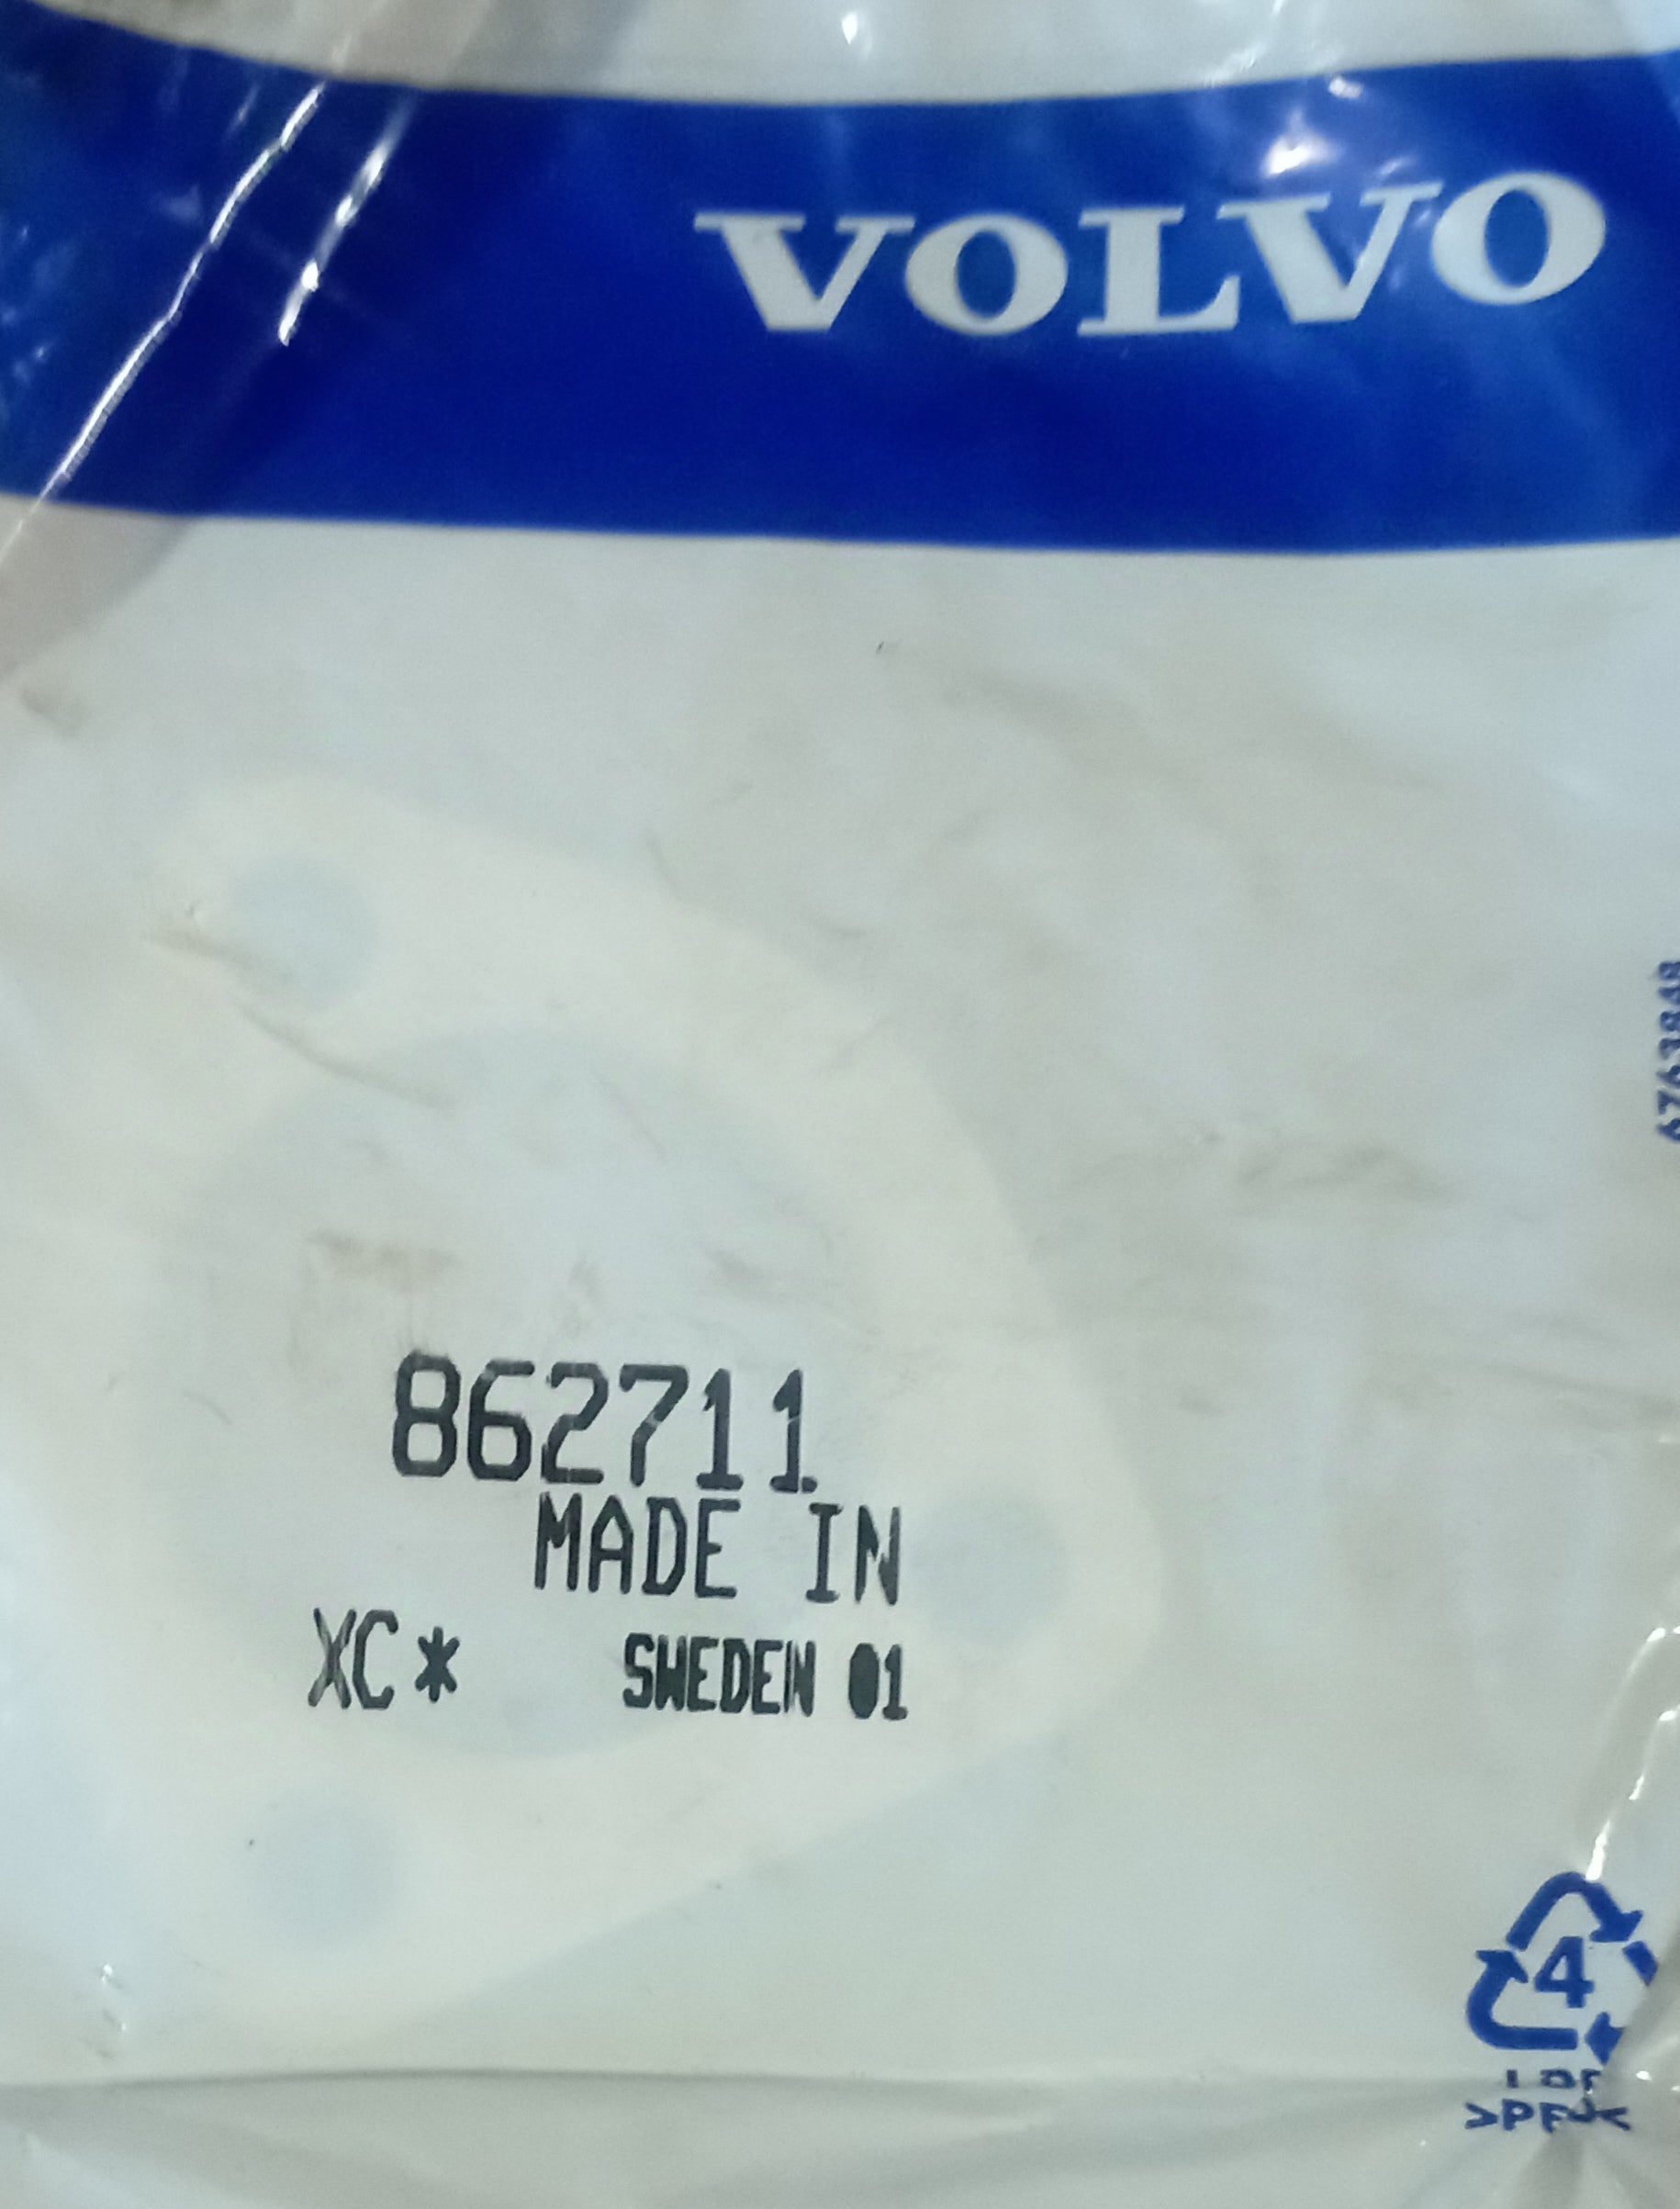 VOLVO
862711
MADE IN
XC* SWEDEN 01
4